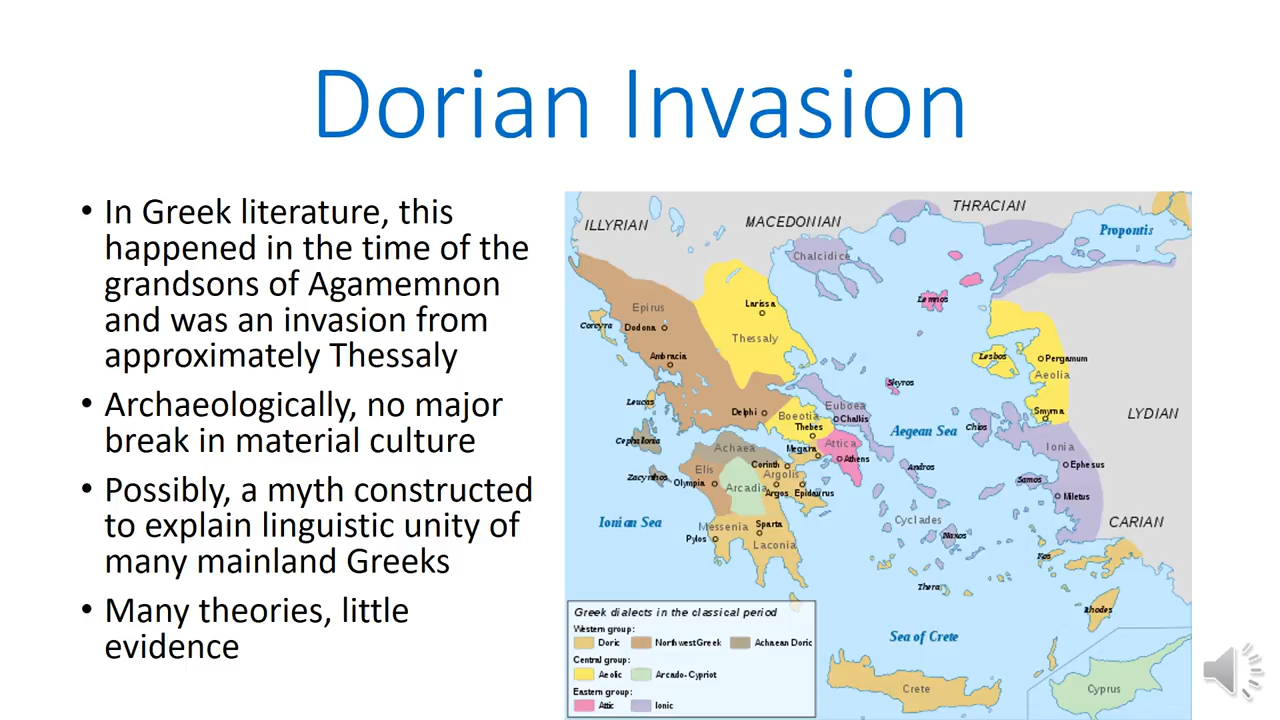 Dorian Invasion
• In Greek literature, this
happened in the time of the
grandsons of Agamemnon
and was an invasion from
approximately Thessaly
• Archaeologically, no major
break in material culture
• Possibly, a myth constructed
to explain linguistic unity of
many mainland Greeks
• Many theories, little
evidence
ILLYRIAN
MACEDONIAN
THRACIAN
Propontis
Chalcidice
Lemnos
Epirus
Larissa
Corcyra
Dodona
Thessaly
Ambracia
Lesbos
Pergamum
Aeolia
Skyros
Leucas
Delphi
Boeotia
Euboea
Chalkis
Smyrna
LYDIAN
Thebes
Aegean Sea
Chios
Cephalonia
Achaea
Megara
Attica
Athens
Ionia
Elis
Corinth
Argolis
Andros
Ephesus
Zacynthos
Olympia
Arcadia
Argos
Epidaurus
Samos
Miletus
Ionian Sea
Messenia
Sparta
Cyclades
Naxos
CARIAN
Pylos
Laconia
Kos
Thera
Rhodes
Sea of Crete
Crete
Cyprus
Greek dialects in the classical period
Western group:
Doric
Northwest Greek
Achaean Doric
Central group:
Aeolic
Arcado-Cypriot
Eastern group:
Attic
Ionic